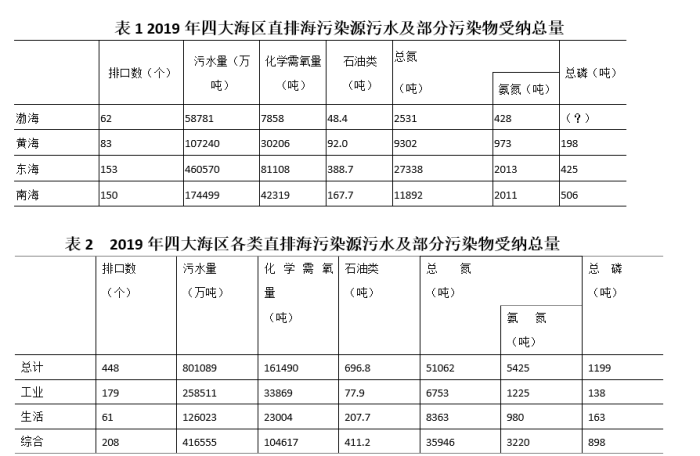 表 1 2019 年四大海区直排海污染源污水及部分污染物受纳总量
排口数（个） 污水量（万吨） 化学需氧量（吨） 石油类（吨） 总氮（吨） 氨氮（吨） 总磷（吨）
渤海 62 58781 7858 48.4 2531 428 （？）
黄海 83 107240 30206 92.0 9302 973 198
东海 153 460570 81108 388.7 27338 2013 425
南海 150 174499 42319 167.7 11892 2011 506
表 2 2019 年四大海区各类直排海污染源污水及部分污染物受纳总量
排口数（个） 污水量（万吨） 化学需氧量（吨） 石油类（吨） 总氮（吨） 氨氮（吨） 总磷（吨）
总计 448 801089 161490 696.8 51062 5425 1199
工业 179 258511 33869 77.9 6753 1225 138
生活 61 126023 23004 207.7 8363 980 163
综合 208 416555 104617 411.2 35946 3220 898